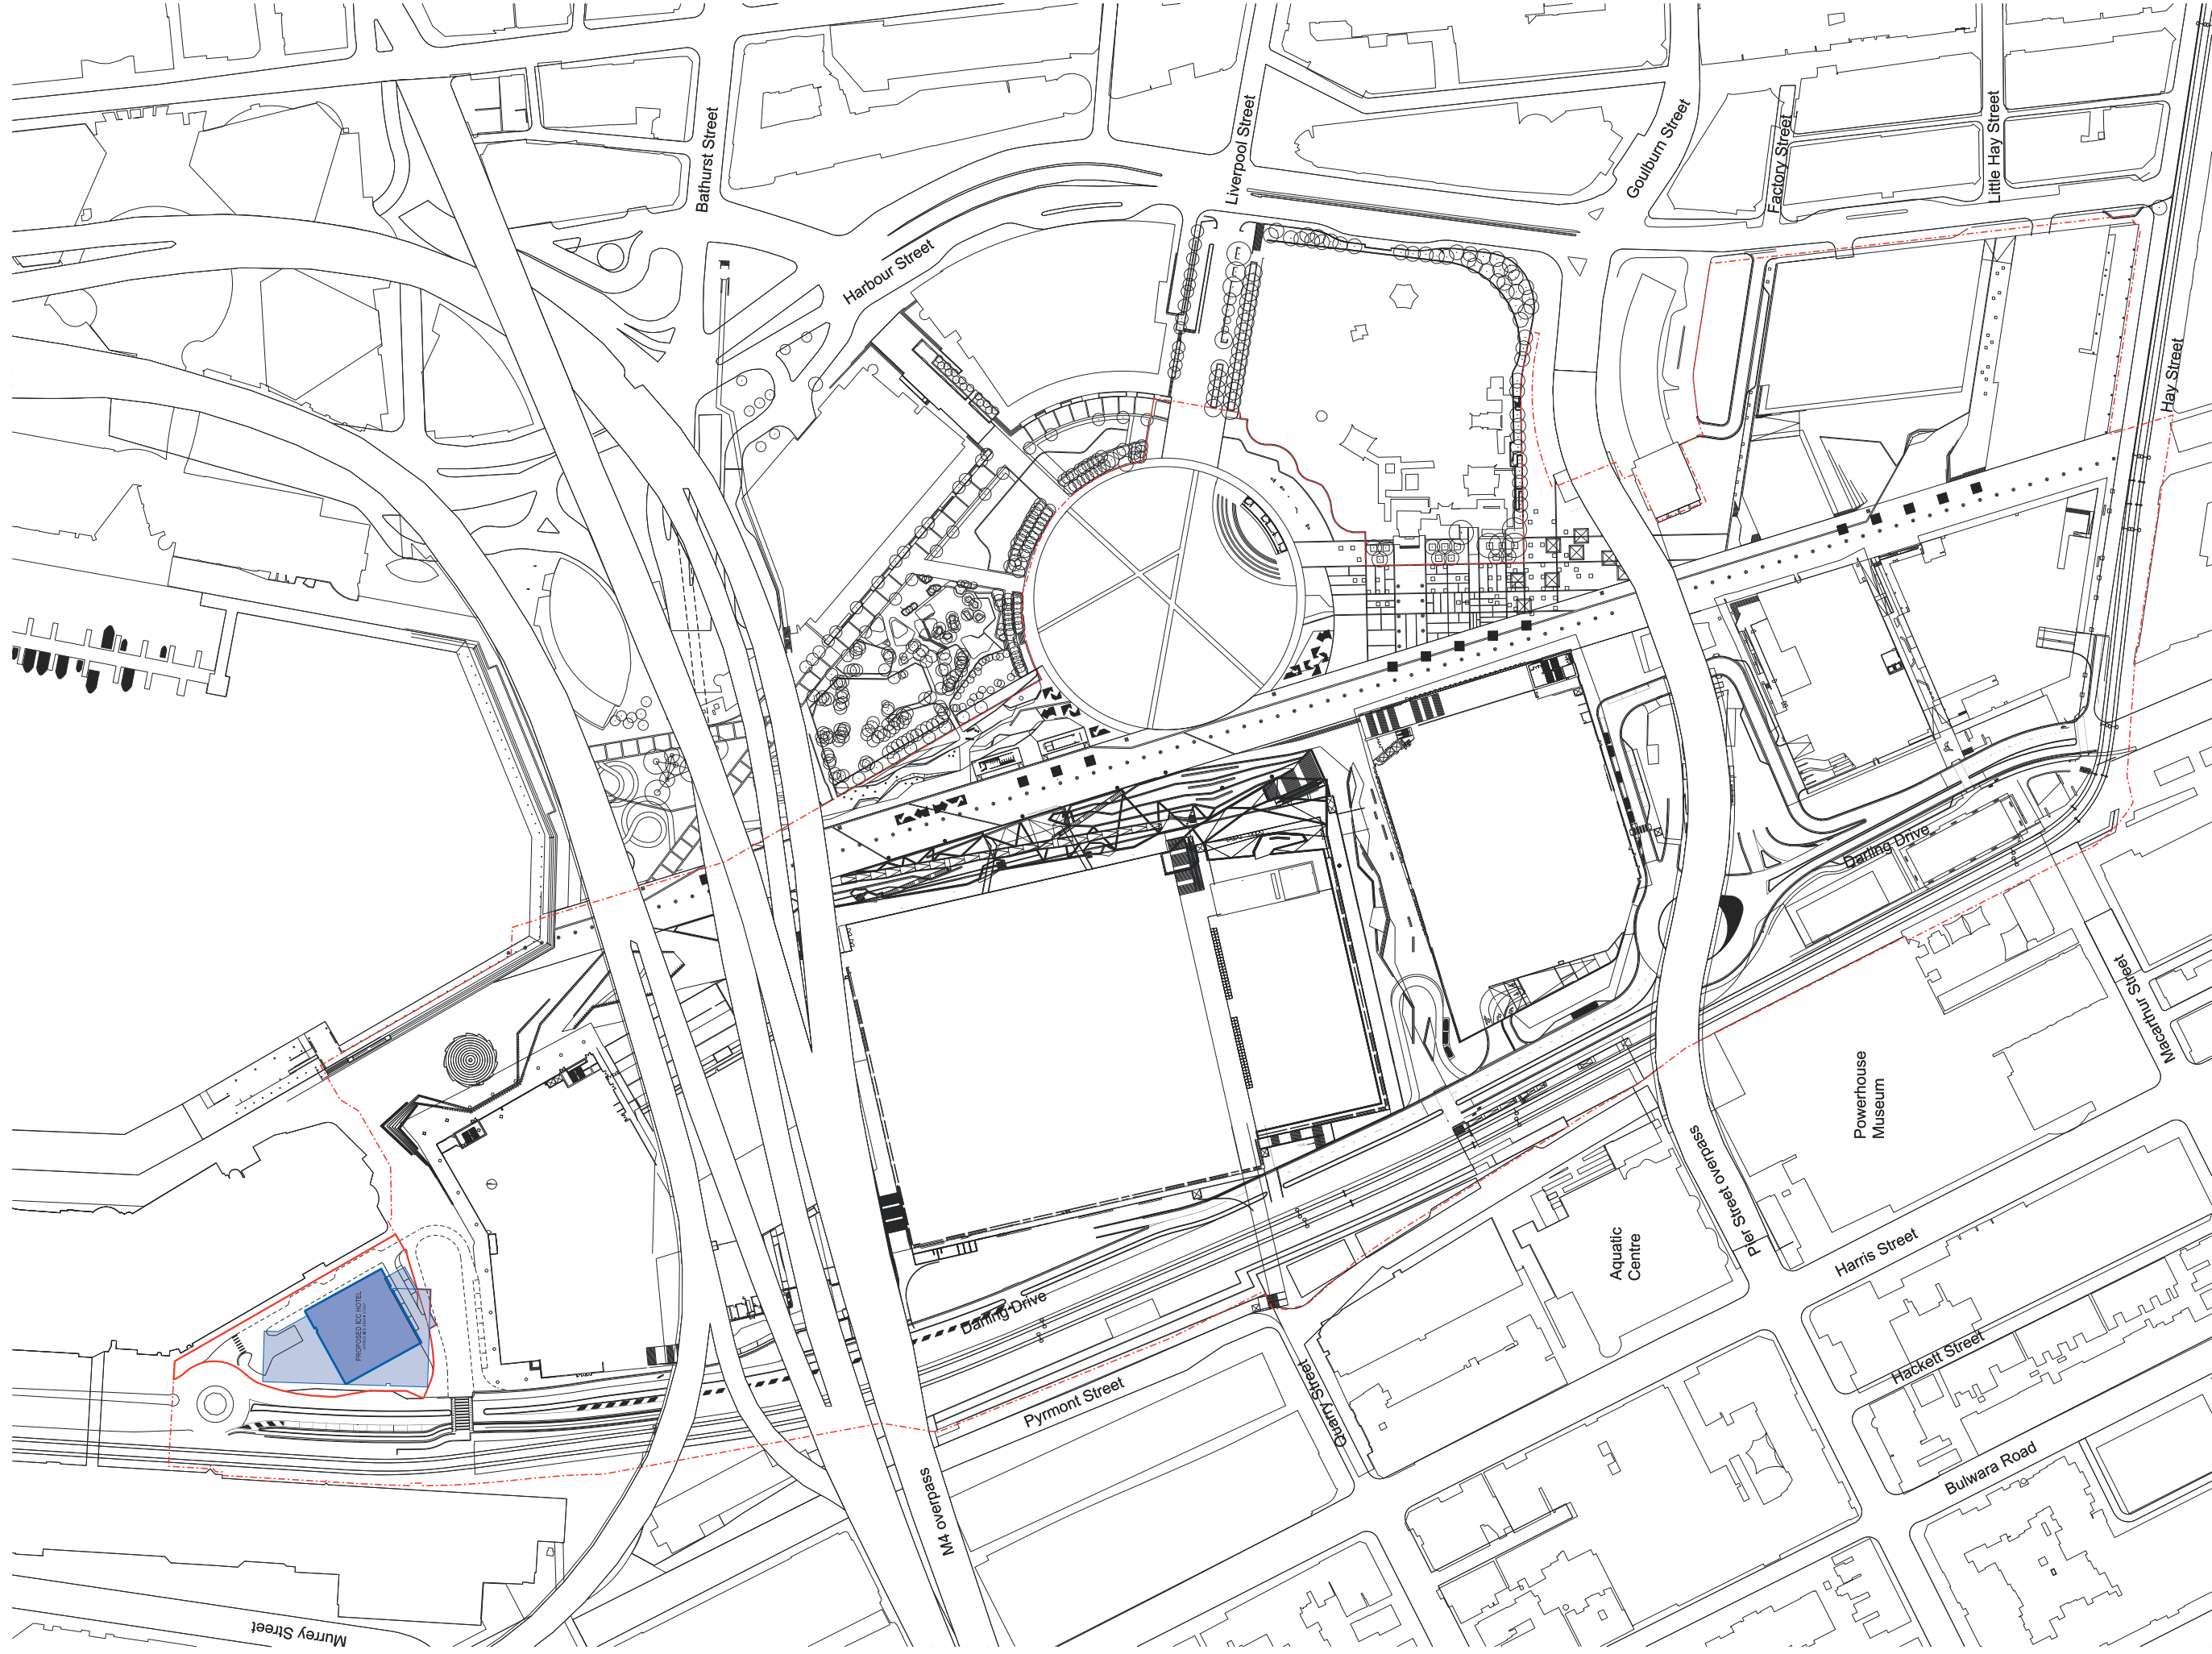 Bathurst Street
Liverpool Street
Goulburn Street
Factory Street
Little Hay Street
Harbour Street
Hay Street
Darling Drive
Macarthur Street
Powerhouse
Museum
Pier Street overpass
Aquatic
Centre
Harris Street
PROPOSED ICC HOTEL
Darling Drive
Hackett Street
Pyrmont Street
Quarry Street
Bulwara Road
M4 overpass
Murrey Street